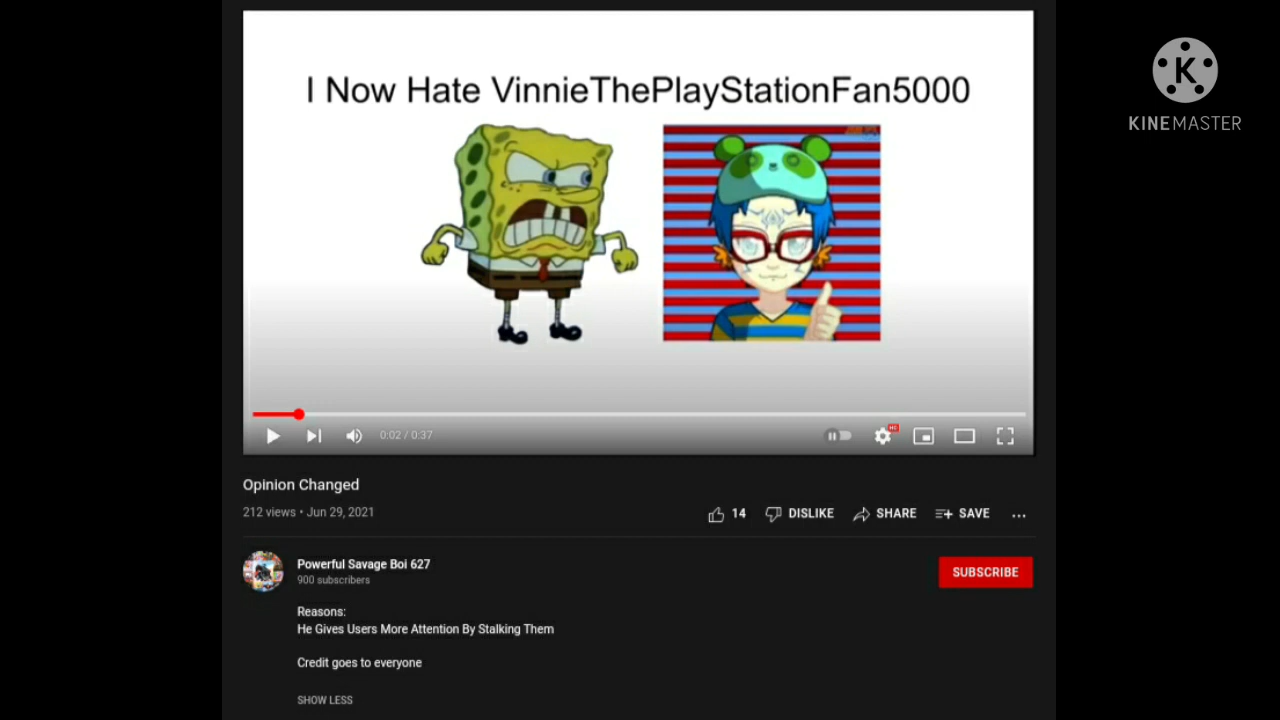 I Now Hate VinnieThePlayStationFan5000
KINEMASTER
0:02 / 0:37
HD
Opinion Changed
212 views • Jun 29, 2021
14 DISLIKE SHARE SAVE
Powerful Savage Boi 627
900 subscribers
SUBSCRIBE
Reasons:
He Gives Users More Attention By Stalking Them
Credit goes to everyone
SHOW LESS